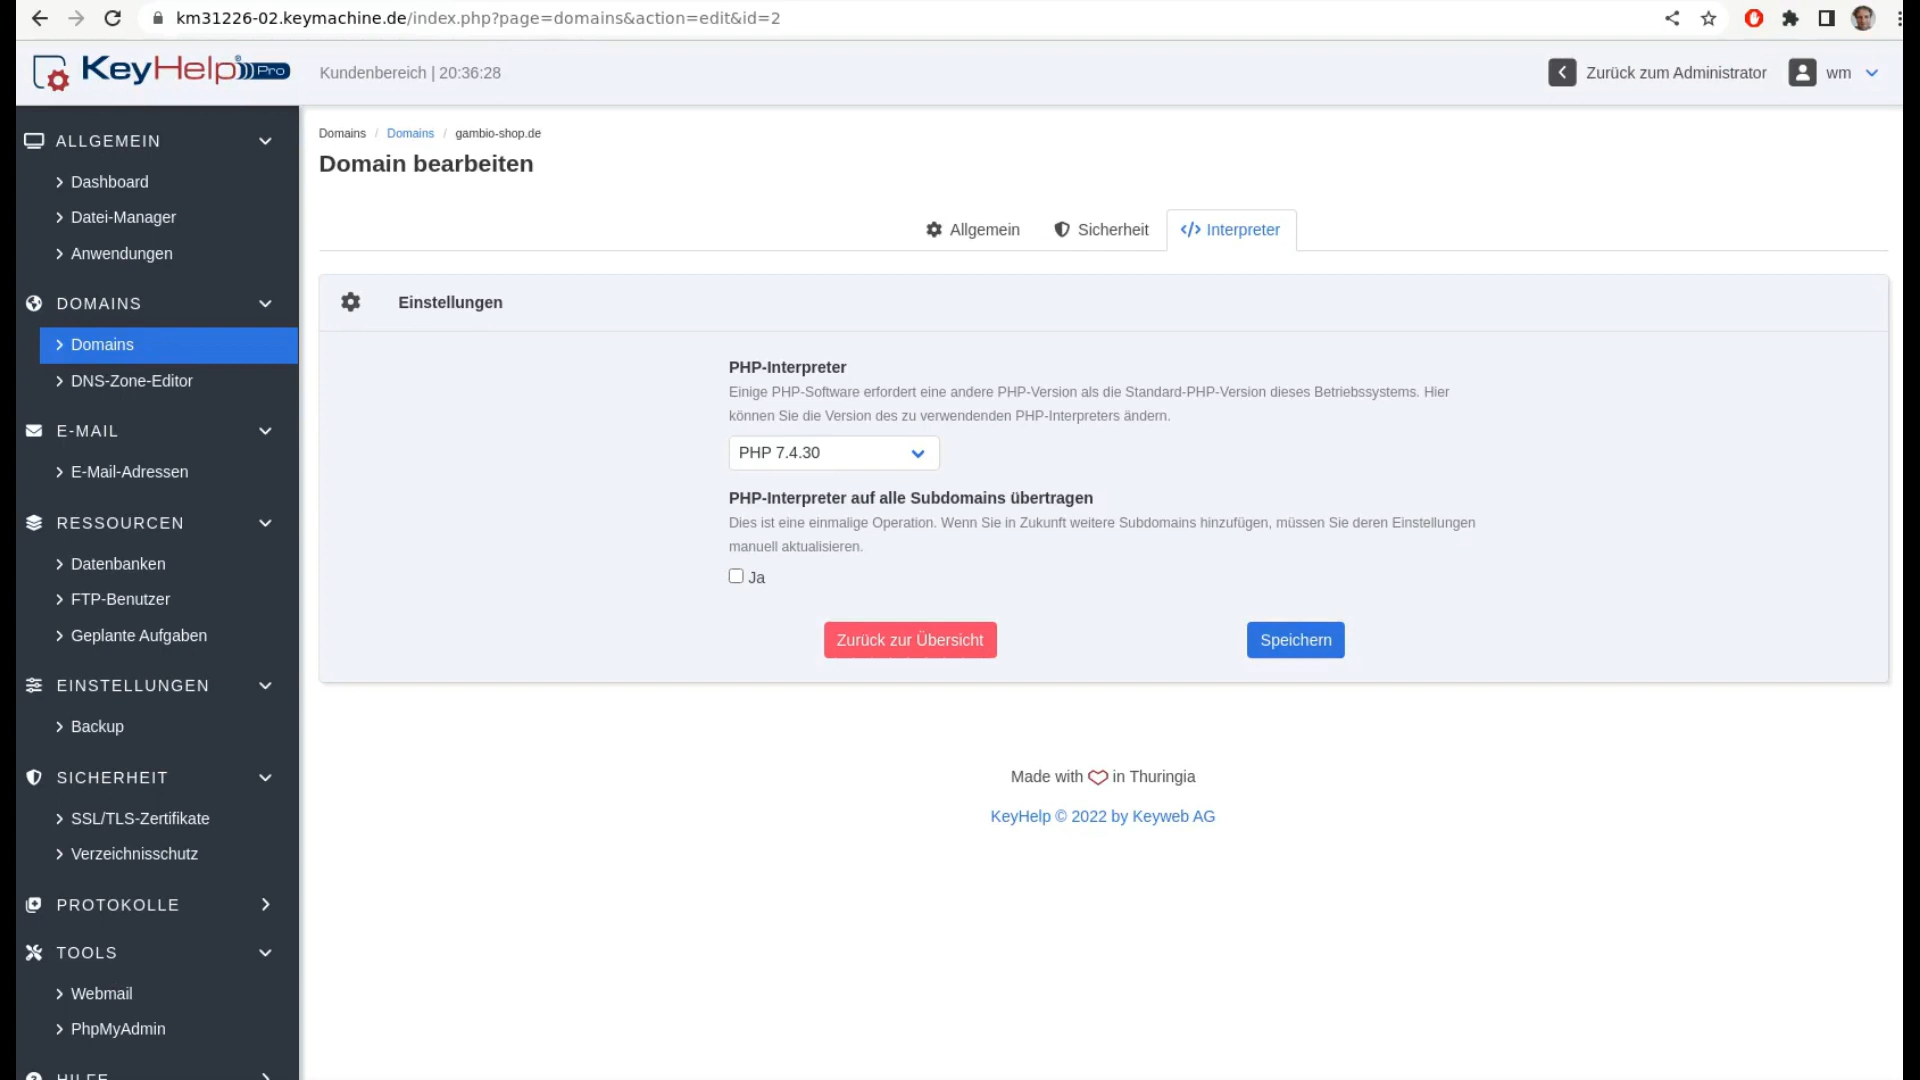 km31226-02.keymachine.de/index.php?page=domains&action=edit&id=2
KeyHelp Pro
Kundenbereich | 20:36:28
Zurück zum Administrator
wm
ALLGEMEIN
Dashboard
Datei-Manager
Anwendungen
DOMAINS
Domains
DNS-Zone-Editor
E-MAIL
E-Mail-Adressen
RESSOURCEN
Datenbanken
FTP-Benutzer
Geplante Aufgaben
EINSTELLUNGEN
Backup
SICHERHEIT
SSL/TLS-Zertifikate
Verzeichnisschutz
PROTOKOLLE
TOOLS
Webmail
PhpMyAdmin
HILFE
Domains / Domains / gambio-shop.de
Domain bearbeiten
Allgemein
Sicherheit
</> Interpreter
Einstellungen
PHP-Interpreter
Einige PHP-Software erfordert eine andere PHP-Version als die Standard-PHP-Version dieses Betriebssystems. Hier
können Sie die Version des zu verwendenden PHP-Interpreters ändern.
PHP 7.4.30
PHP-Interpreter auf alle Subdomains übertragen
Dies ist eine einmalige Operation. Wenn Sie in Zukunft weitere Subdomains hinzufügen, müssen Sie deren Einstellungen
manuell aktualisieren.
Ja
Zurück zur Übersicht
Speichern
Made with in Thuringia
KeyHelp © 2022 by Keyweb AG